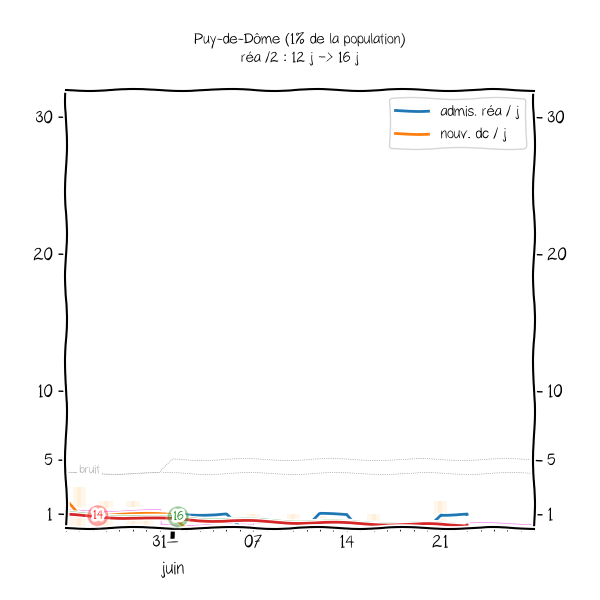 Puy-de-Dôme (1% de la population)
réa /2 : 12 j -> 16 j
admis. réa / j
nouv. dc / j
30
30
20
20
10
10
5
5
bruit
1
1
14
16
31
07
14
21
juin